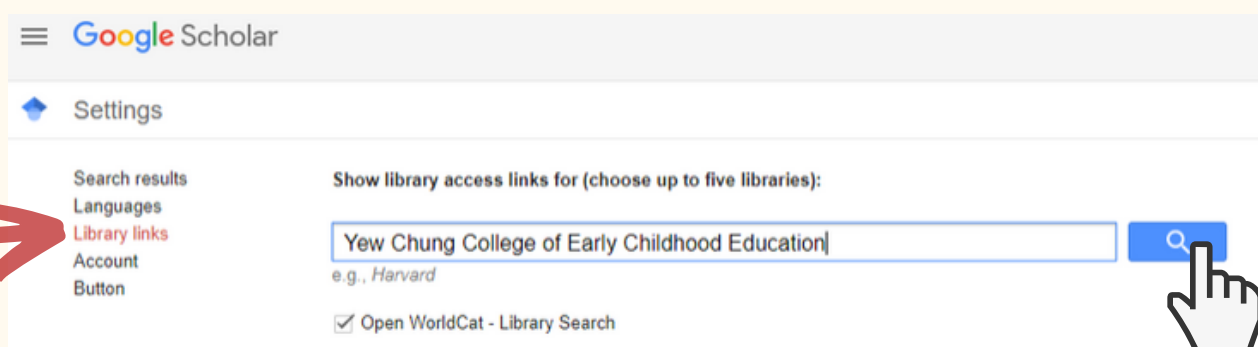 Google Scholar
Settings
Search results
Languages
Library links
Account
Button
Show library access links for (choose up to five libraries):
Yew Chung College of Early Childhood Education
e.g., Harvard
Open WorldCat - Library Search